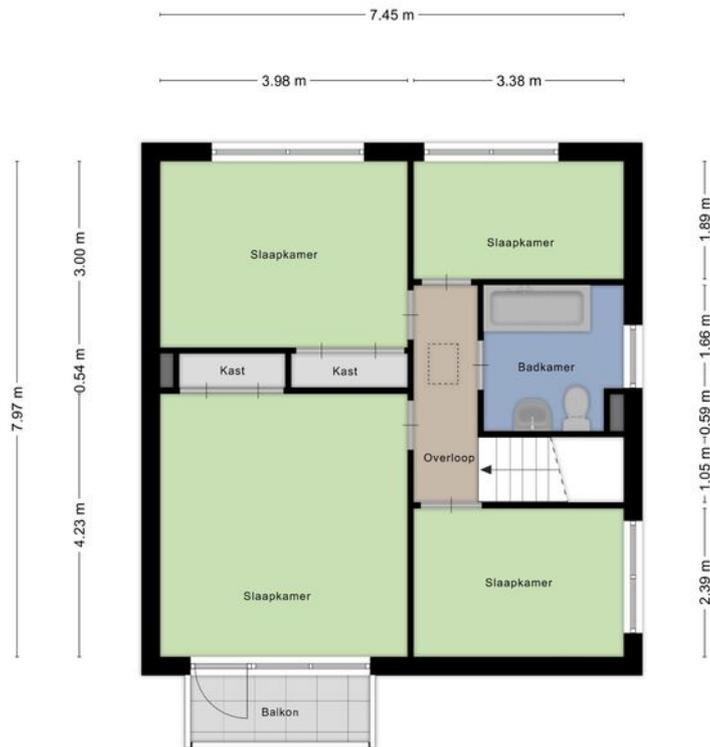 7.45 m
3.98 m
3.38 m
7.97 m
3.00 m
0.54 m
4.23 m
1.89 m
1.66 m
0.59 m
1.05 m
2.39 m
Slaapkamer
Slaapkamer
Kast
Kast
Badkamer
Overloop
Slaapkamer
Slaapkamer
Balkon